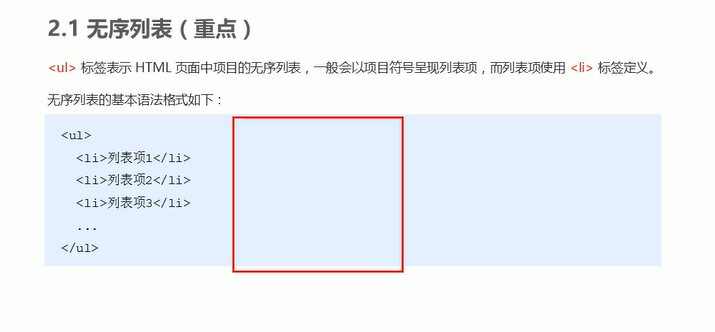 2.1 无序列表（重点）
<ul> 标签表示 HTML 页面中项目的无序列表，一般会以项目符号呈现列表项，而列表项使用 <li> 标签定义。
无序列表的基本语法格式如下：
<ul>
<li>列表项1</li>
<li>列表项2</li>
<li>列表项3</li>
...
</ul>